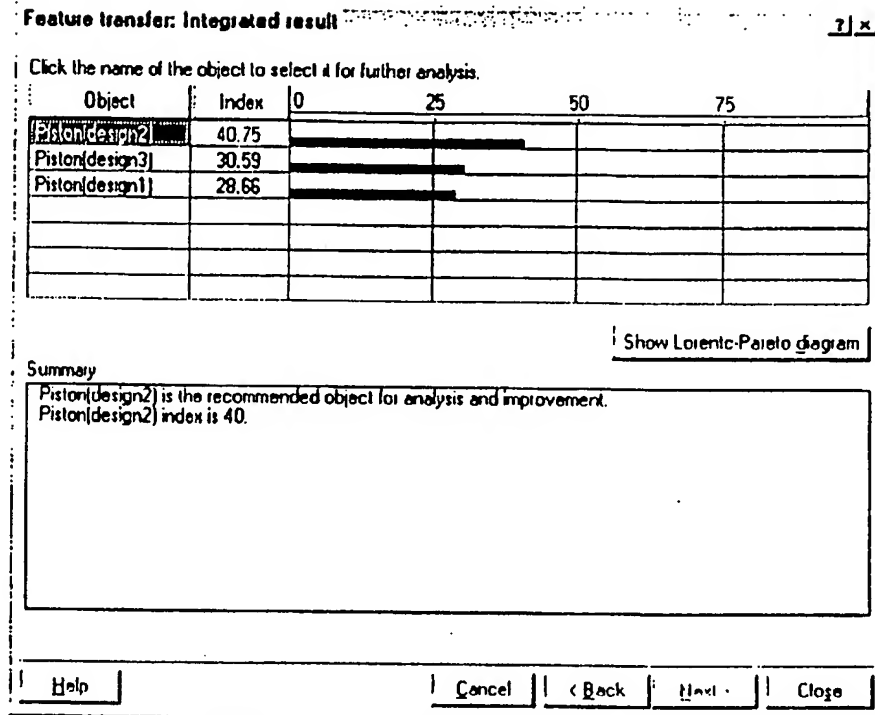 Feature transfer: Integrated result ? ×
Click the name of the object to select it for further analysis.
Object Index 0 25 50 75
Piston(design2) 40.75
Piston(design3) 30.59
Piston(design1) 28.66
Show Lorentc-Pareto diagram
Summary
Piston(design2) is the recommended object for analysis and improvement.
Piston(design2) index is 40.
Help Cancel < Back Next Close